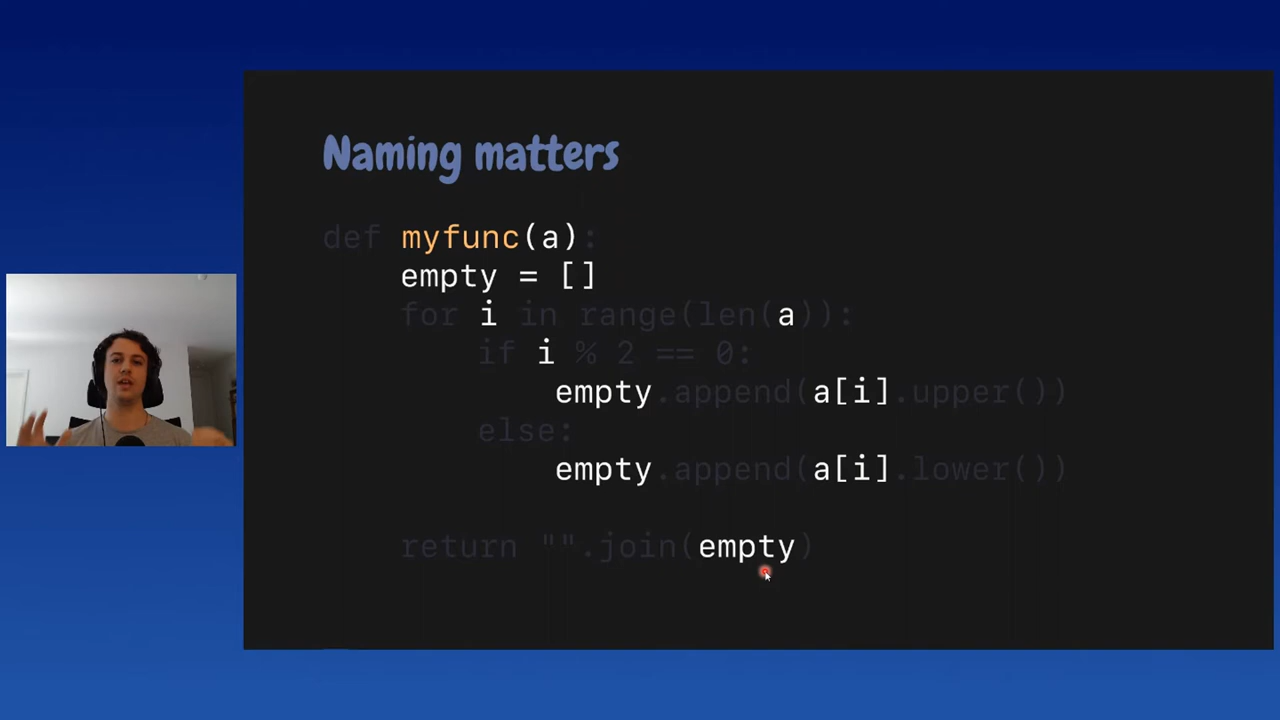 Naming matters
def myfunc(a):
empty = []
for i in range(len(a)):
if i % 2 == 0:
empty.append(a[i].upper())
else:
empty.append(a[i].lower())
return "".join(empty)